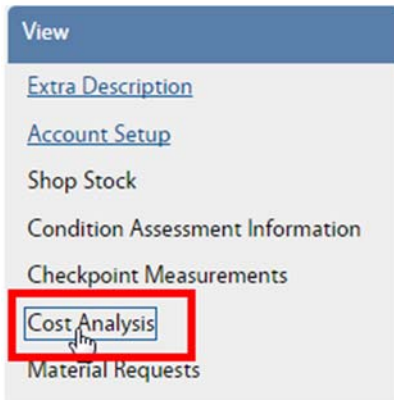 View
Extra Description
Account Setup
Shop Stock
Condition Assessment Information
Checkpoint Measurements
Cost Analysis
Material Requests